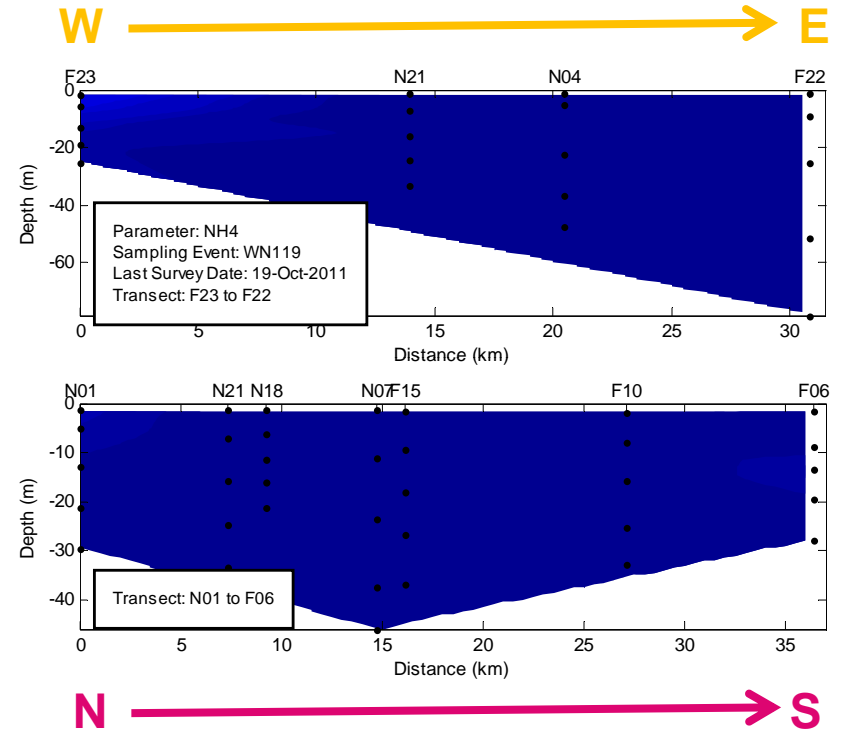 W E
F23 N21 N04 F22
0
-20
-40
-60
Depth (m)
Parameter: NH4
Sampling Event: WN119
Last Survey Date: 19-Oct-2011
Transect: F23 to F22
0 5 10 15 20 25 30
Distance (km)
N01 N21 N18 N07 F15 F10 F06
0
-10
-20
-30
-40
Depth (m)
Transect: N01 to F06
0 5 10 15 20 25 30 35
Distance (km)
N S